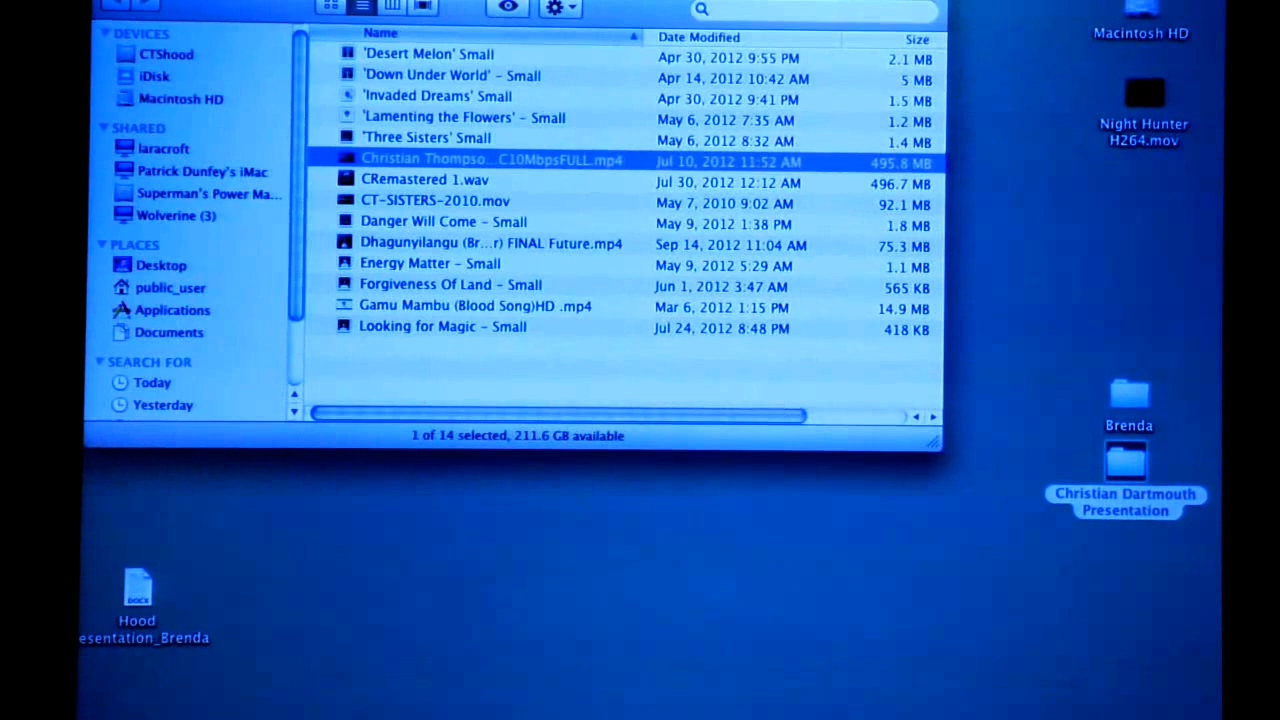 DEVICES
CTShood
iDisk
Macintosh HD
SHARED
laracroft
Patrick Dunfey's iMac
Superman's Power Ma...
Wolverine (3)
PLACES
Desktop
public_user
Applications
Documents
SEARCH FOR
Today
Yesterday
Name Date Modified Size
'Desert Melon' Small Apr 30, 2012 9:55 PM 2.1 MB
'Down Under World' - Small Apr 14, 2012 10:42 AM 5 MB
'Invaded Dreams' Small Apr 30, 2012 9:41 PM 1.5 MB
'Lamenting the Flowers' - Small May 6, 2012 7:35 AM 1.2 MB
'Three Sisters' Small May 6, 2012 8:32 AM 1.4 MB
Christian Thompso...C10MbpsFULL.mp4 Jul 10, 2012 11:52 AM 495.8 MB
CRemastered 1.wav Jul 30, 2012 12:12 AM 496.7 MB
CT-SISTERS-2010.mov May 7, 2010 9:02 AM 92.1 MB
Danger Will Come - Small May 9, 2012 1:38 PM 1.8 MB
Dhagunyilangu (Br...r) FINAL Future.mp4 Sep 14, 2012 11:04 AM 75.3 MB
Energy Matter - Small May 9, 2012 5:29 AM 1.1 MB
Forgiveness Of Land - Small Jun 1, 2012 3:47 AM 565 KB
Gamu Mambu (Blood Song)HD .mp4 Mar 6, 2012 1:15 PM 14.9 MB
Looking for Magic - Small Jul 24, 2012 8:48 PM 418 KB
1 of 14 selected, 211.6 GB available
Macintosh HD
Night Hunter
H264.mov
Brenda
Christian Dartmouth
Presentation
DOCX
Hood
esentation_Brenda